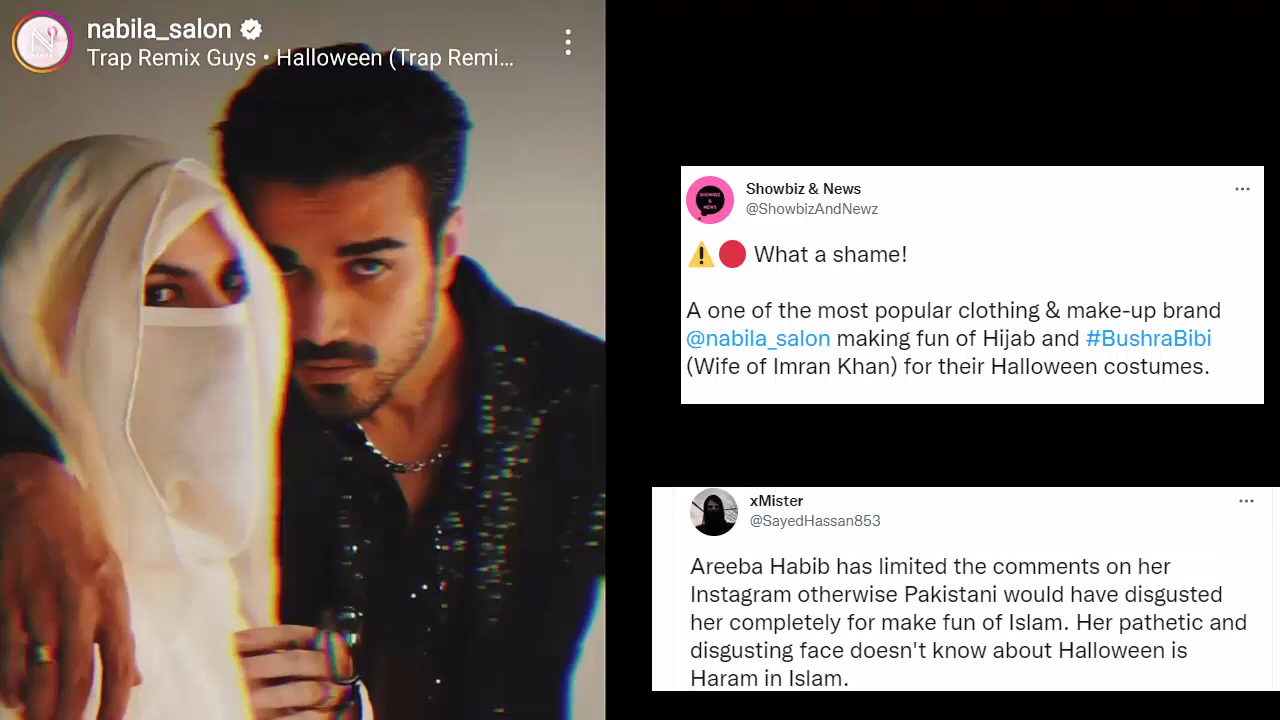 nabila_salon
Trap Remix Guys • Halloween (Trap Remi...
Showbiz & News
@ShowbizAndNewz
SHOWBIZ
&
NEWS
What a shame!
A one of the most popular clothing & make-up brand
@nabila_salon making fun of Hijab and #BushraBibi
(Wife of Imran Khan) for their Halloween costumes.
xMister
@SayedHassan853
Areeba Habib has limited the comments on her
Instagram otherwise Pakistani would have disgusted
her completely for make fun of Islam. Her pathetic and
disgusting face doesn't know about Halloween is
Haram in Islam.